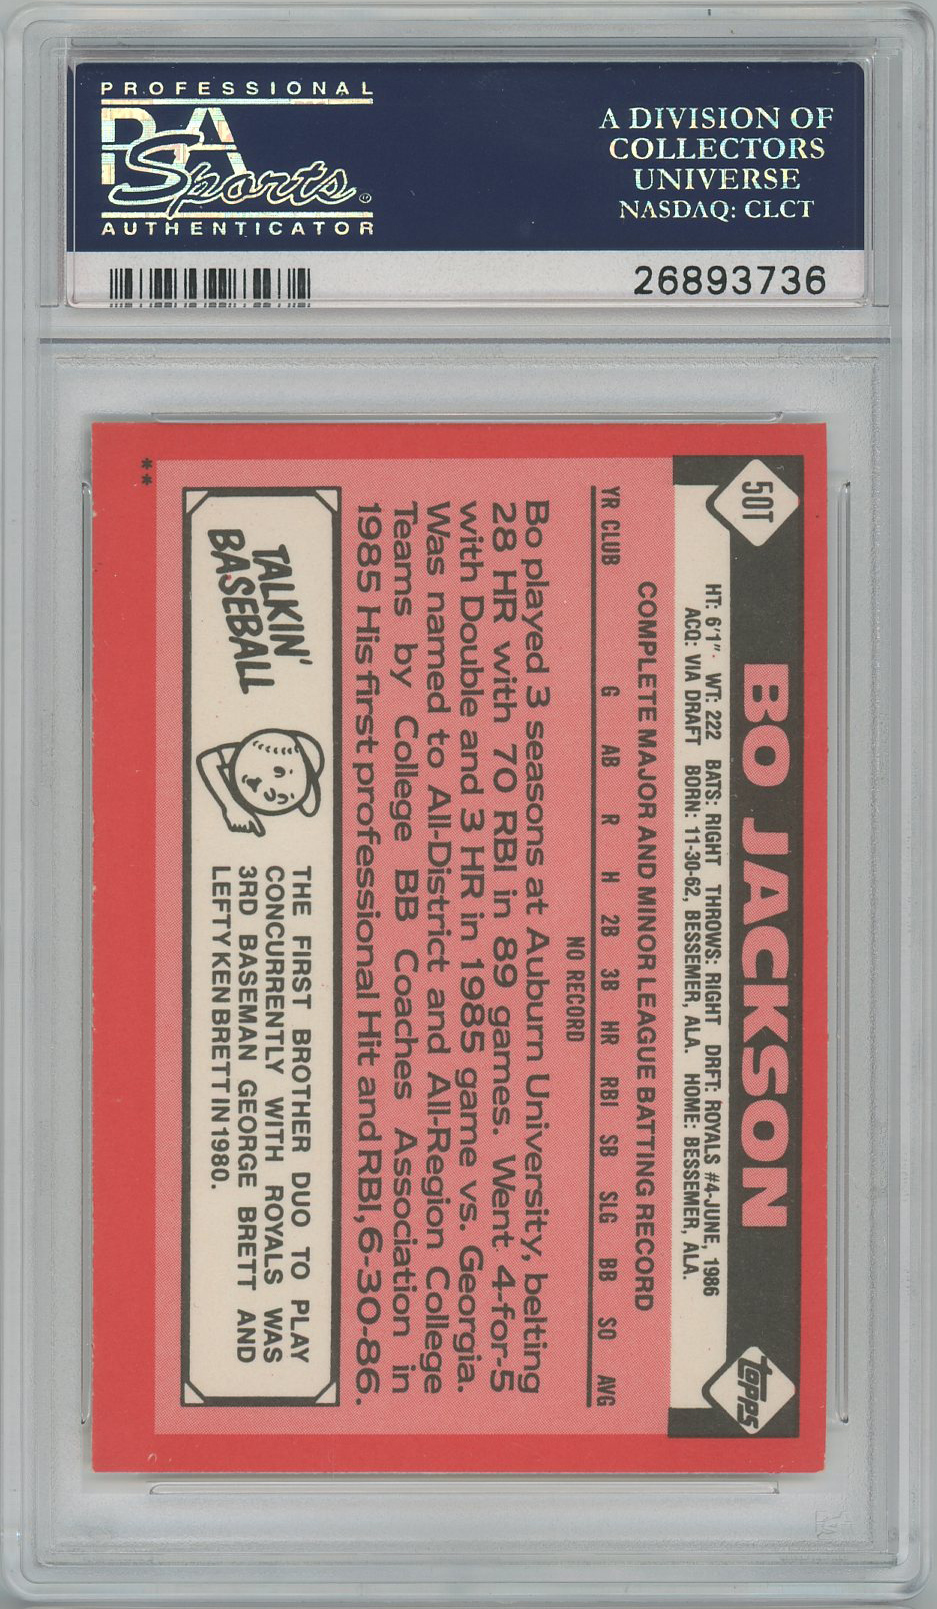 PROFESSIONAL
PSA
Sports®
AUTHENTICATOR
A DIVISION OF
COLLECTORS
UNIVERSE
NASDAQ: CLCT
26893736
50T
BO JACKSON
topps
HT: 6'1" WT: 222 BATS: RIGHT THROWS: RIGHT DRFT: ROYALS #4-JUNE, 1986
ACQ: VIA DRAFT BORN: 11-30-62, BESSEMER, ALA. HOME: BESSEMER, ALA.
COMPLETE MAJOR AND MINOR LEAGUE BATTING RECORD
YR CLUB G AB R H 2B 3B HR RBI SB SLG BB SO AVG
NO RECORD
Bo played 3 seasons at Auburn University, belting
28 HR with 70 RBI in 89 games. Went 4-for-5
with Double and 3 HR in 1985 game vs. Georgia.
Was named to All-District and All-Region College
Teams by College BB Coaches Association in
1985 His first professional Hit and RBI, 6-30-86.
TALKIN'
BASEBALL
THE FIRST BROTHER DUO TO PLAY
CONCURRENTLY WITH ROYALS WAS
3RD BASEMAN GEORGE BRETT AND
LEFTY KEN BRETT IN 1980.
**